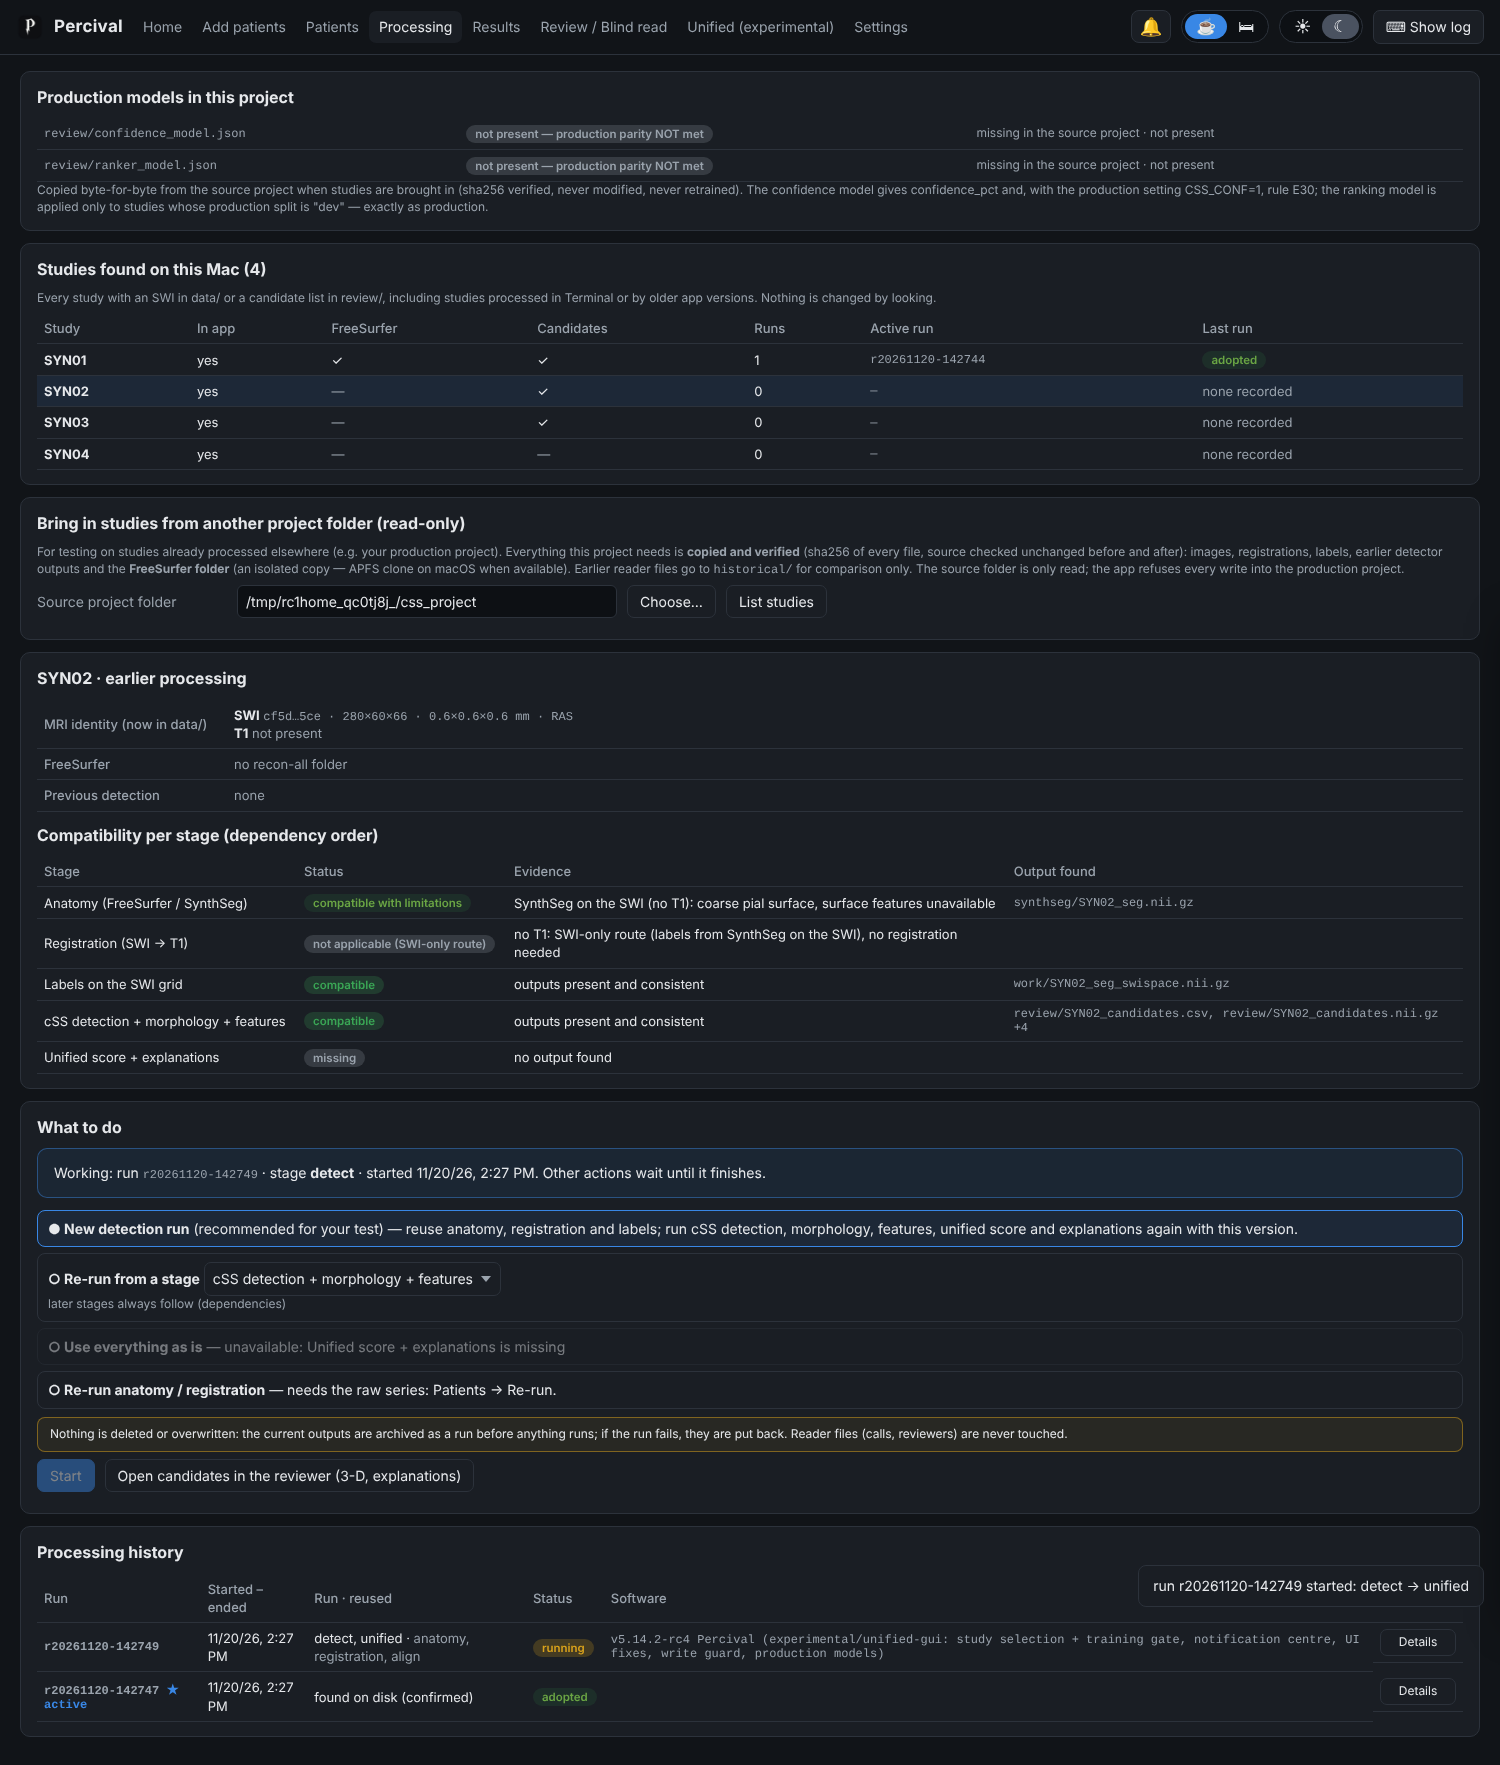 Percival Home Add patients Patients Processing Results Review / Blind read Unified (experimental) Settings Show log
Production models in this project
review/confidence_model.json not present — production parity NOT met missing in the source project · not present
review/ranker_model.json not present — production parity NOT met missing in the source project · not present
Copied byte-for-byte from the source project when studies are brought in (sha256 verified, never modified, never retrained). The confidence model gives confidence_pct and, with the production setting CSS_CONF=1, rule E30; the ranking model is
applied only to studies whose production split is "dev" — exactly as production.
Studies found on this Mac (4)
Every study with an SWI in data/ or a candidate list in review/, including studies processed in Terminal or by older app versions. Nothing is changed by looking.
Study In app FreeSurfer Candidates Runs Active run Last run
SYN01 yes ✓ ✓ 1 r20261120-142744 adopted
SYN02 yes — ✓ 0 – none recorded
SYN03 yes — ✓ 0 – none recorded
SYN04 yes — — 0 – none recorded
Bring in studies from another project folder (read-only)
For testing on studies already processed elsewhere (e.g. your production project). Everything this project needs is copied and verified (sha256 of every file, source checked unchanged before and after): images, registrations, labels, earlier detector
outputs and the FreeSurfer folder (an isolated copy — APFS clone on macOS when available). Earlier reader files go to historical/ for comparison only. The source folder is only read; the app refuses every write into the production project.
Source project folder /tmp/rc1home_qc0tj8j_/css_project Choose... List studies
SYN02 · earlier processing
MRI identity (now in data/) SWI cf5d…5ce · 280×60×66 · 0.6×0.6×0.6 mm · RAS
T1 not present
FreeSurfer no recon-all folder
Previous detection none
Compatibility per stage (dependency order)
Stage Status Evidence Output found
Anatomy (FreeSurfer / SynthSeg) compatible with limitations SynthSeg on the SWI (no T1): coarse pial surface, surface features unavailable synthseg/SYN02_seg.nii.gz
Registration (SWI → T1) not applicable (SWI-only route) no T1: SWI-only route (labels from SynthSeg on the SWI), no registration
needed
Labels on the SWI grid compatible outputs present and consistent work/SYN02_seg_swispace.nii.gz
cSS detection + morphology + features compatible outputs present and consistent review/SYN02_candidates.csv, review/SYN02_candidates.nii.gz
+4
Unified score + explanations missing no output found
What to do
Working: run r20261120-142749 · stage detect · started 11/20/26, 2:27 PM. Other actions wait until it finishes.
● New detection run (recommended for your test) — reuse anatomy, registration and labels; run cSS detection, morphology, features, unified score and explanations again with this version.
○ Re-run from a stage cSS detection + morphology + features
later stages always follow (dependencies)
○ Use everything as is — unavailable: Unified score + explanations is missing
○ Re-run anatomy / registration — needs the raw series: Patients → Re-run.
Nothing is deleted or overwritten: the current outputs are archived as a run before anything runs; if the run fails, they are put back. Reader files (calls, reviewers) are never touched.
Start Open candidates in the reviewer (3-D, explanations)
Processing history
run r20261120-142749 started: detect → unified
Run Started – ended Run · reused Status Software
r20261120-142749 11/20/26, 2:27 PM detect, unified · anatomy, registration, align running v5.14.2-rc4 Percival (experimental/unified-gui: study selection + training gate, notification centre, UI fixes, write guard, production models) Details
r20261120-142747 ★ active 11/20/26, 2:27 PM found on disk (confirmed) adopted Details